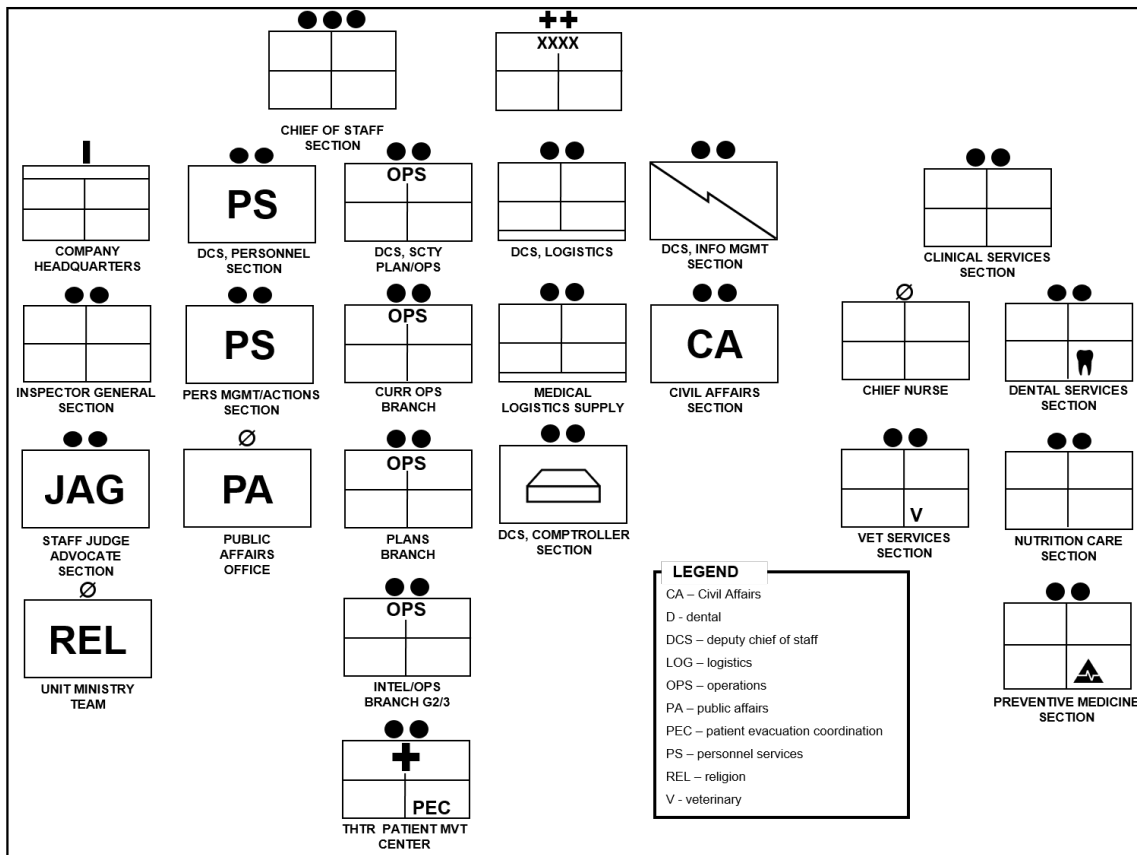 XXXX
CHIEF OF STAFF
SECTION
COMPANY
HEADQUARTERS
PS
DCS, PERSONNEL
SECTION
OPS
DCS, SCTY
PLAN/OPS
DCS, LOGISTICS
DCS, INFO MGMT
SECTION
CLINICAL SERVICES
SECTION
INSPECTOR GENERAL
SECTION
PS
PERS MGMT/ACTIONS
SECTION
OPS
CURR OPS
BRANCH
MEDICAL
LOGISTICS SUPPLY
CA
CIVIL AFFAIRS
SECTION
CHIEF NURSE
DENTAL SERVICES
SECTION
JAG
STAFF JUDGE
ADVOCATE
SECTION
PA
PUBLIC
AFFAIRS
OFFICE
OPS
PLANS
BRANCH
DCS, COMPTROLLER
SECTION
V
VET SERVICES
SECTION
NUTRITION CARE
SECTION
REL
UNIT MINISTRY
TEAM
OPS
INTEL/OPS
BRANCH G2/3
PREVENTIVE MEDICINE
SECTION
PEC
THTR PATIENT MVT
CENTER
LEGEND
CA – Civil Affairs
D - dental
DCS – deputy chief of staff
LOG – logistics
OPS – operations
PA – public affairs
PEC – patient evacuation coordination
PS – personnel services
REL – religion
V - veterinary